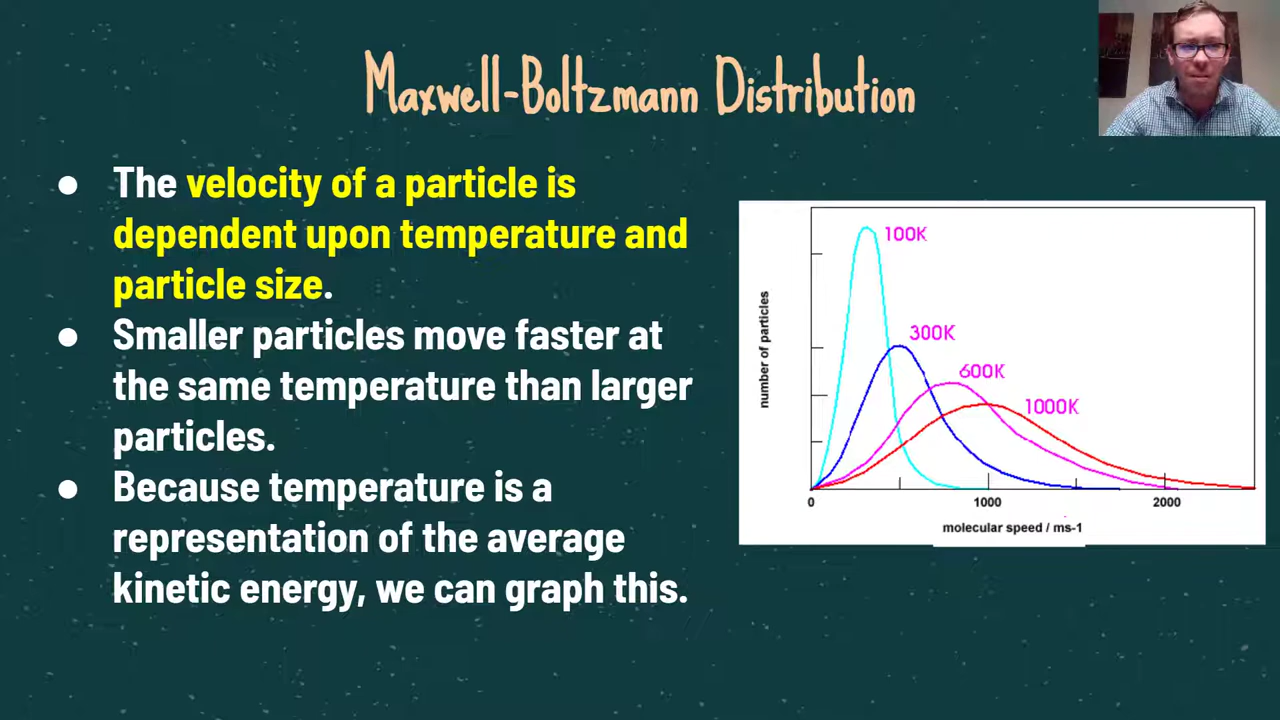 Maxwell-Boltzmann Distribution
● The velocity of a particle is
dependent upon temperature and
particle size.
● Smaller particles move faster at
the same temperature than larger
particles.
● Because temperature is a
representation of the average
kinetic energy, we can graph this.
100K
300K
600K
1000K
number of particles
0 1000 2000
molecular speed / ms-1